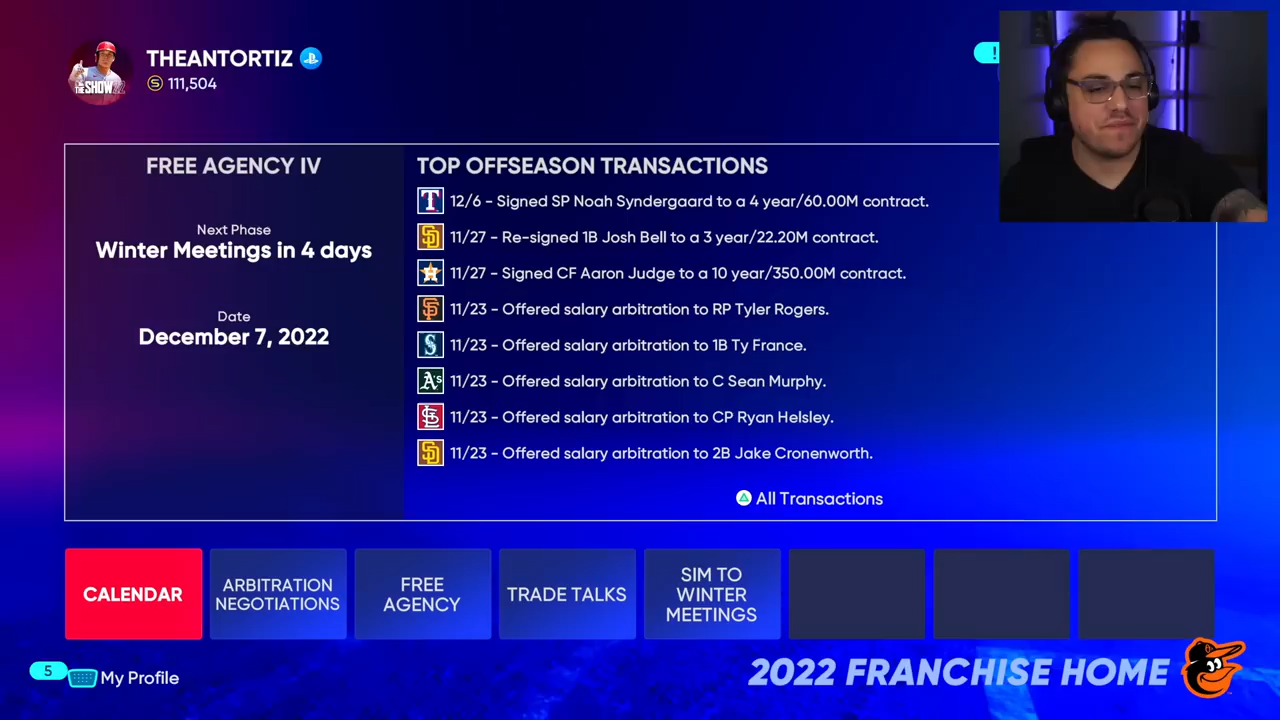 THEANTORTIZ
111,504
THE SHOW 22
!
FREE AGENCY IV
Next Phase
Winter Meetings in 4 days
Date
December 7, 2022
TOP OFFSEASON TRANSACTIONS
12/6 - Signed SP Noah Syndergaard to a 4 year/60.00M contract.
11/27 - Re-signed 1B Josh Bell to a 3 year/22.20M contract.
11/27 - Signed CF Aaron Judge to a 10 year/350.00M contract.
11/23 - Offered salary arbitration to RP Tyler Rogers.
11/23 - Offered salary arbitration to 1B Ty France.
11/23 - Offered salary arbitration to C Sean Murphy.
11/23 - Offered salary arbitration to CP Ryan Helsley.
11/23 - Offered salary arbitration to 2B Jake Cronenworth.
All Transactions
CALENDAR
ARBITRATION
NEGOTIATIONS
FREE
AGENCY
TRADE TALKS
SIM TO
WINTER
MEETINGS
5
My Profile
2022 FRANCHISE HOME